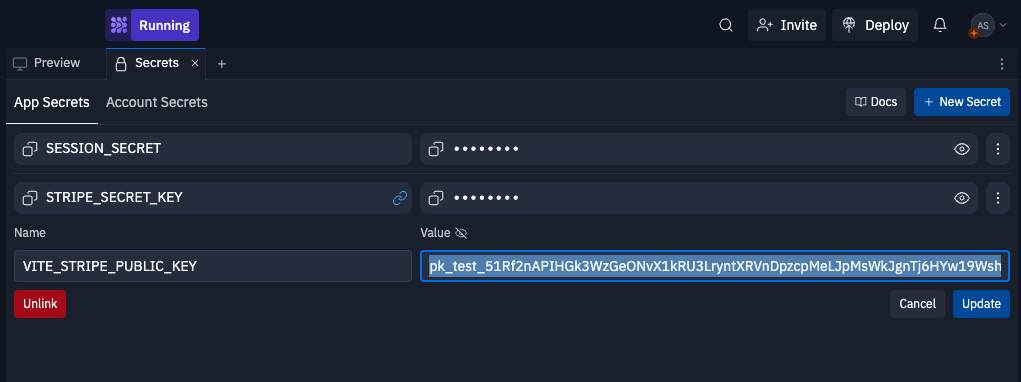 Running
Invite
Deploy
AS
Preview
Secrets
App Secrets Account Secrets
Docs
New Secret
SESSION_SECRET ••••••••
STRIPE_SECRET_KEY ••••••••
Name Value
VITE_STRIPE_PUBLIC_KEY pk_test_51Rf2nAPIHGk3WzGeONvX1kRU3LryntXRVnDpzcpMeLJpMsWkJgnTj6HYw19Wsh
Unlink Cancel Update